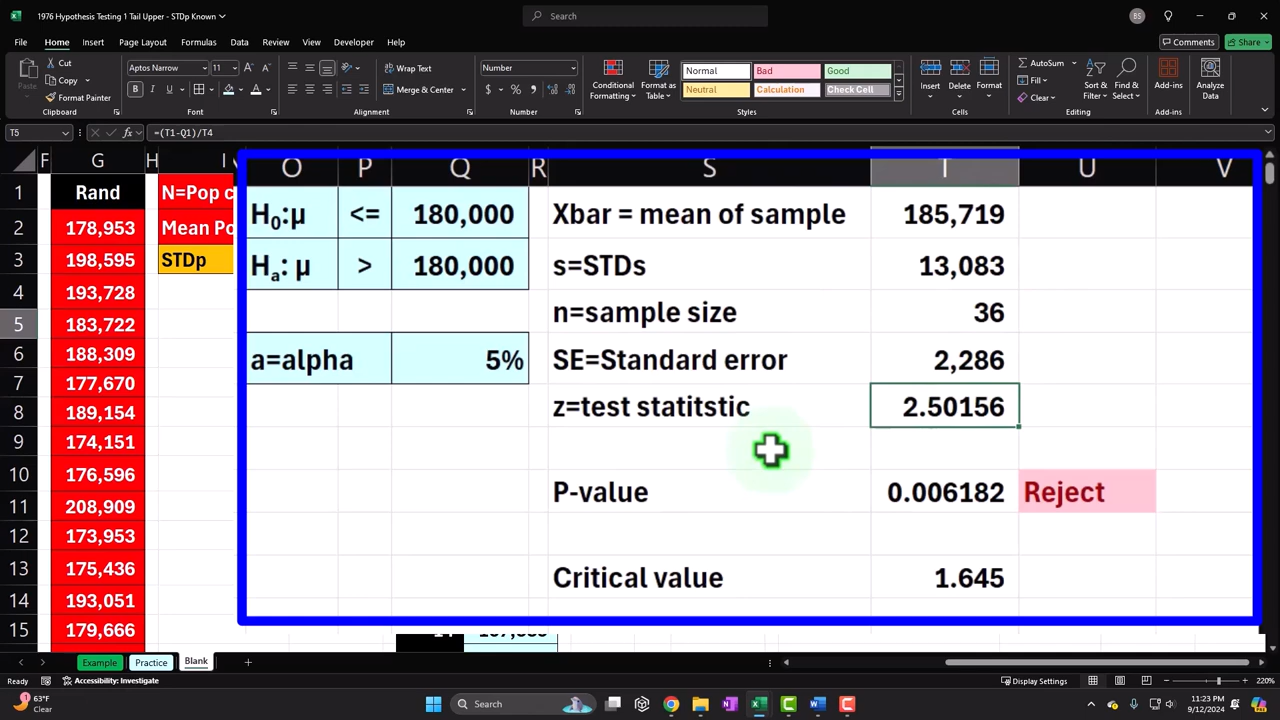 1976 Hypothesis Testing 1 Tail Upper - STDp Known
Search
BS
File Home Insert Page Layout Formulas Data Review View Developer Help
Comments Share
Paste
Cut
Copy
Format Painter
Clipboard
Aptos Narrow 11
B I U
Font
Wrap Text
Merge & Center
Alignment
Number
$ % ,
Number
Conditional Formatting
Format as Table
Normal Bad Good
Neutral Calculation Check Cell
Styles
Insert Delete Format
Cells
AutoSum
Fill
Clear
Sort & Filter
Find & Select
Editing
Add-ins
Add-ins
Analyze Data
T5 fx =(T1-Q1)/T4
F G H I O P Q R S T U V
1 Rand N=Pop c
2 178,953 Mean Po
3 198,595 STDp
4 193,728
5 183,722
6 188,309
7 177,670
8 189,154
9 174,151
10 176,596
11 208,909
12 173,953
13 175,436
14 193,051
15 179,666
H0:μ <= 180,000 Xbar = mean of sample 185,719
Ha: μ > 180,000 s=STDs 13,083
n=sample size 36
a=alpha 5% SE=Standard error 2,286
z=test statitstic 2.50156
P-value 0.006182 Reject
Critical value 1.645
Example Practice Blank
Ready Accessibility: Investigate
Display Settings
220%
63°F
Clear
Search
11:23 PM
9/12/2024